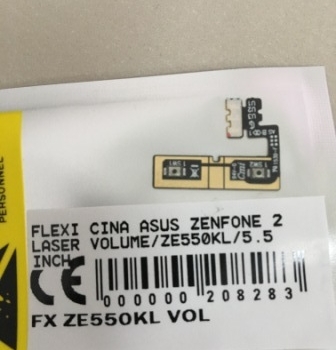 PERSONNEL
FLEXI CINA ASUS ZENFONE 2
LASER VOLUME/ZE550KL/5.5
INCH
CE
000000 208283
FX ZE550KL VOL